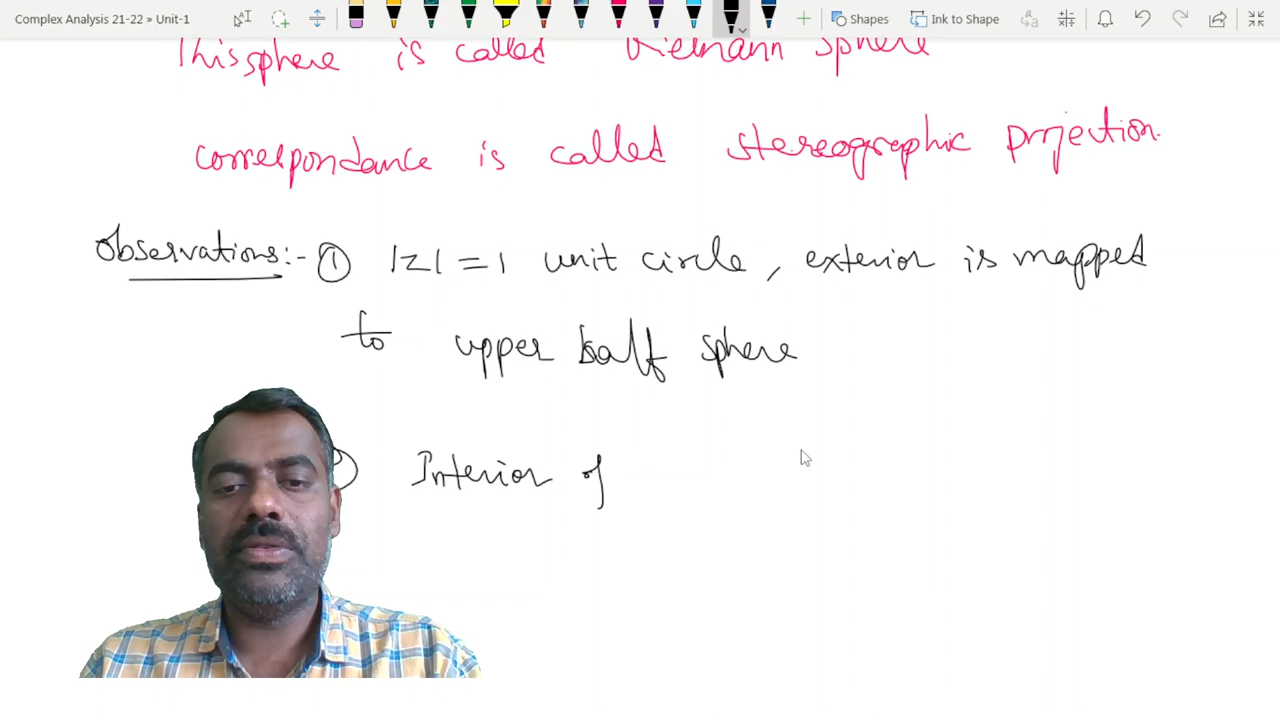 Complex Analysis 21-22 » Unit-1
Shapes
Ink to Shape
This sphere is called Riemann sphere
correspondance is called stereographic projection.
Observations:- ① |z| = 1 unit circle, exterior is mapped
to upper half sphere
Interior of